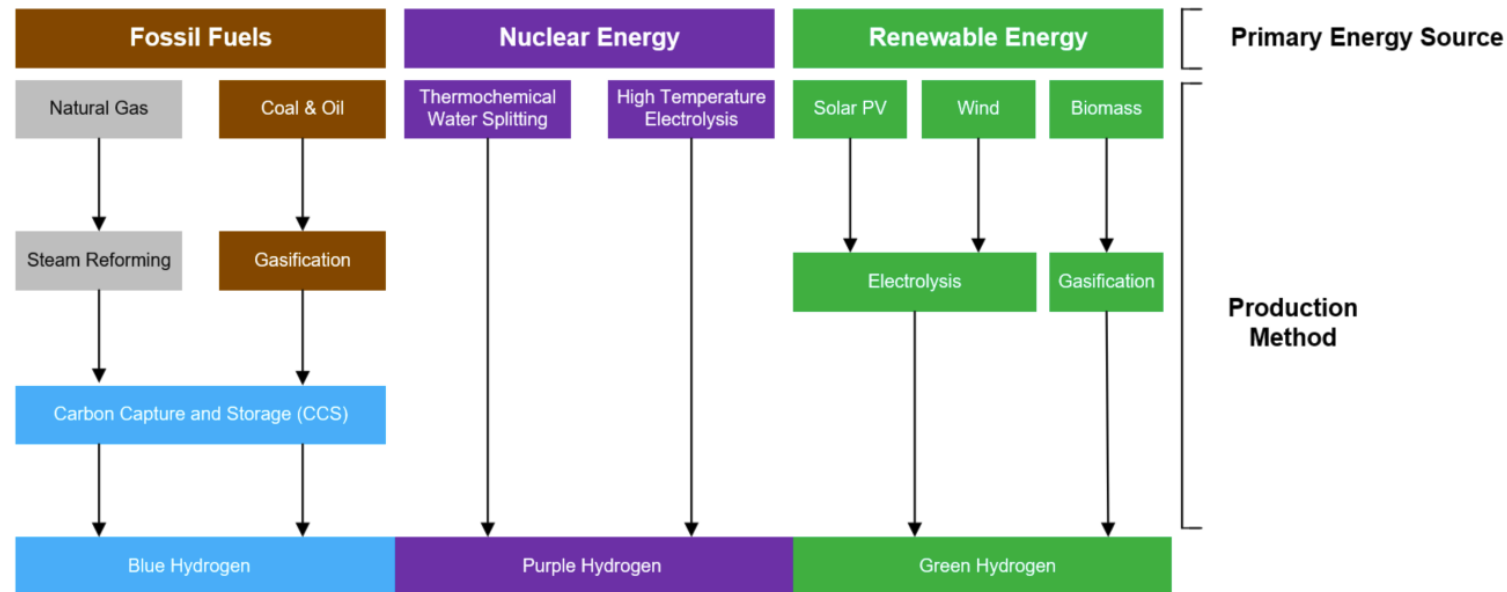 Fossil Fuels
Nuclear Energy
Renewable Energy
Primary Energy Source
Natural Gas
Coal & Oil
Thermochemical
Water Splitting
High Temperature
Electrolysis
Solar PV
Wind
Biomass
Steam Reforming
Gasification
Electrolysis
Gasification
Production
Method
Carbon Capture and Storage (CCS)
Blue Hydrogen
Purple Hydrogen
Green Hydrogen